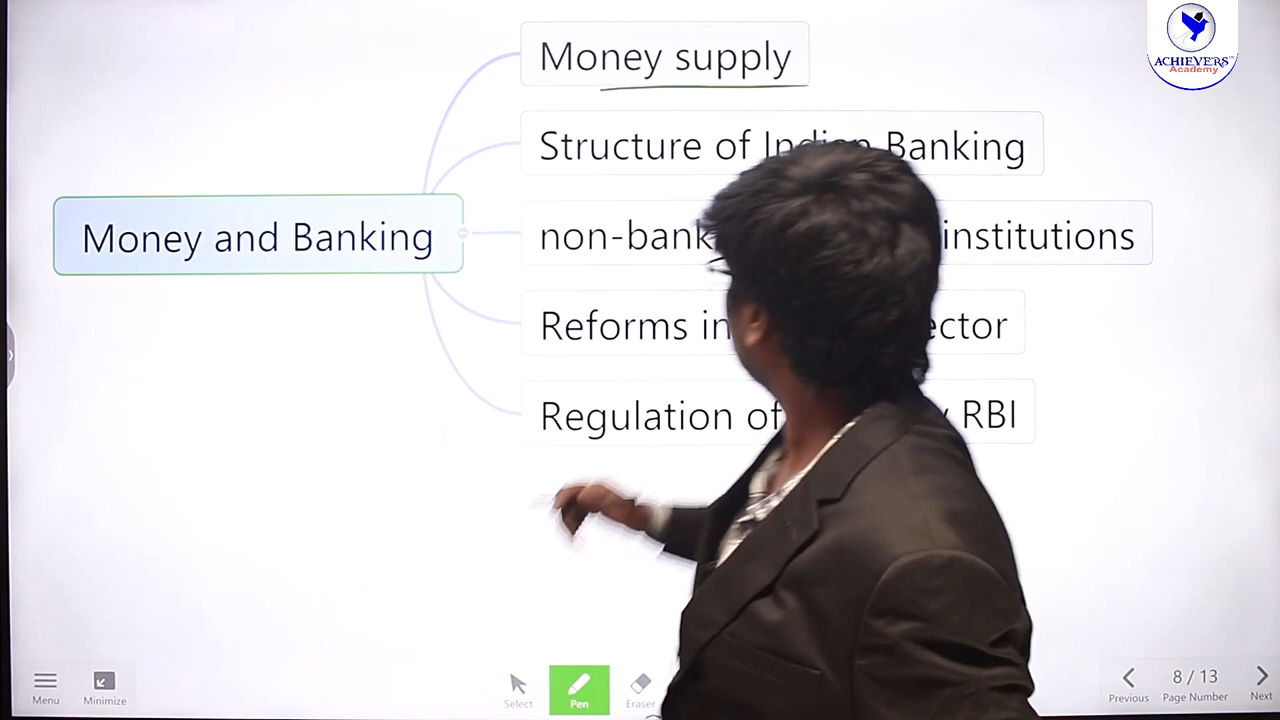 Money supply
Structure of Indian Banking
Money and Banking
non-bank institutions
Reforms in
Regulation of RBI
ACHIEVERS
Academy
Menu
Minimize
Select
Pen
Eraser
Previous
8 / 13
Page Number
Next